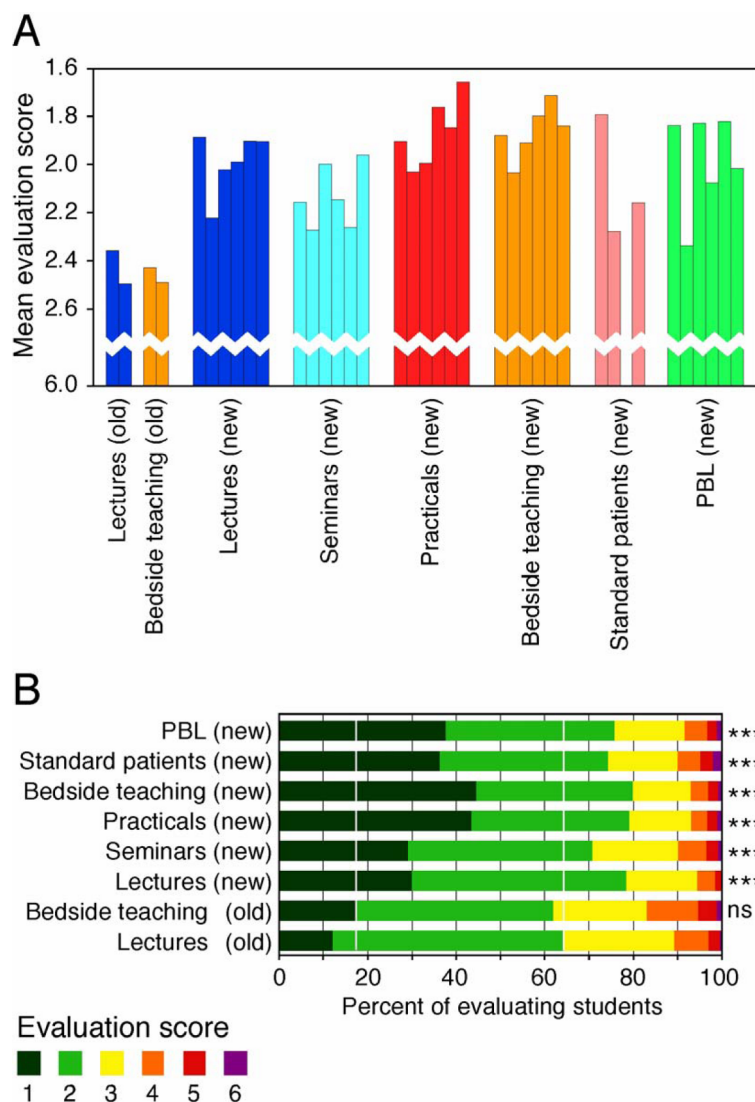 A
Mean evaluation score
1.6
1.8
2.0
2.2
2.4
2.6
6.0
Lectures (old)
Bedside teaching (old)
Lectures (new)
Seminars (new)
Practicals (new)
Bedside teaching (new)
Standard patients (new)
PBL (new)
B
PBL (new)
Standard patients (new)
Bedside teaching (new)
Practicals (new)
Seminars (new)
Lectures (new)
Bedside teaching (old) ns
Lectures (old)
0 20 40 60 80 100
Percent of evaluating students
Evaluation score
1 2 3 4 5 6